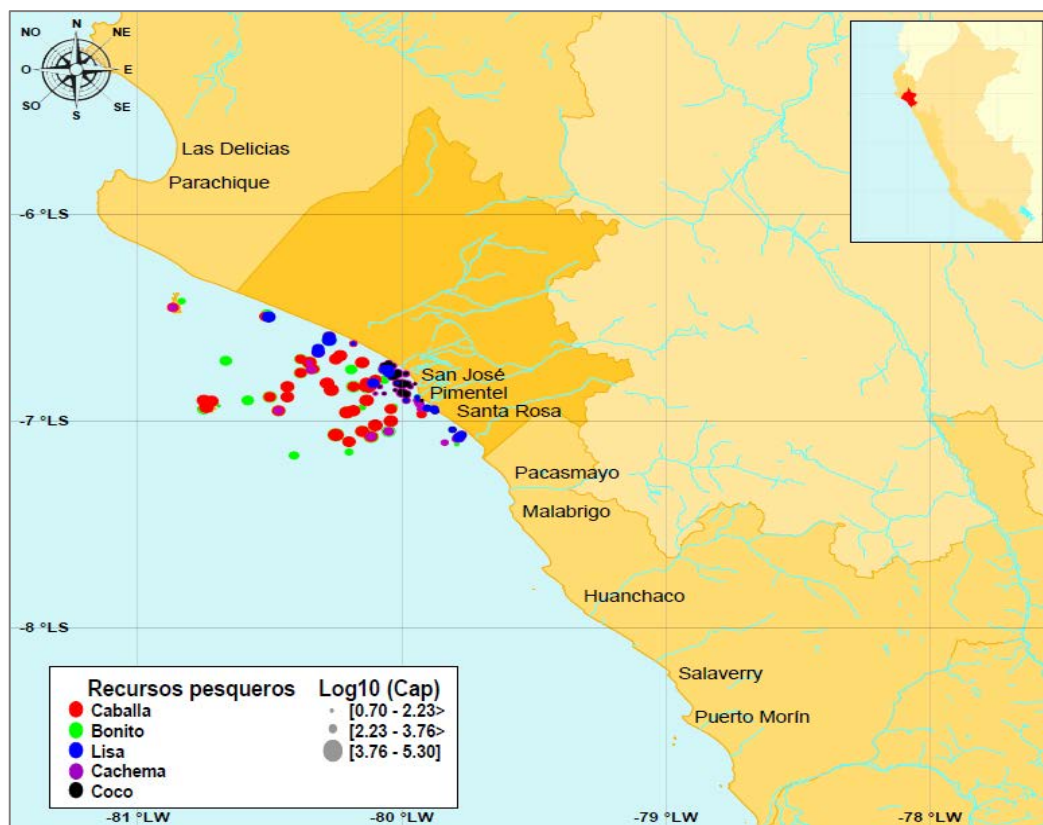 N
NO
NE
O
E
SO
SE
S
Las Delicias
Parachique
-6 °LS
San José
Pimentel
Santa Rosa
-7 °LS
Pacasmayo
Malabrigo
Huanchaco
-8 °LS
Salaverry
Puerto Morín
Recursos pesqueros Log10 (Cap)
Caballa [0.70 - 2.23>
Bonito [2.23 - 3.76>
Lisa [3.76 - 5.30]
Cachema
Coco
-81 °LW -80 °LW -79 °LW -78 °LW